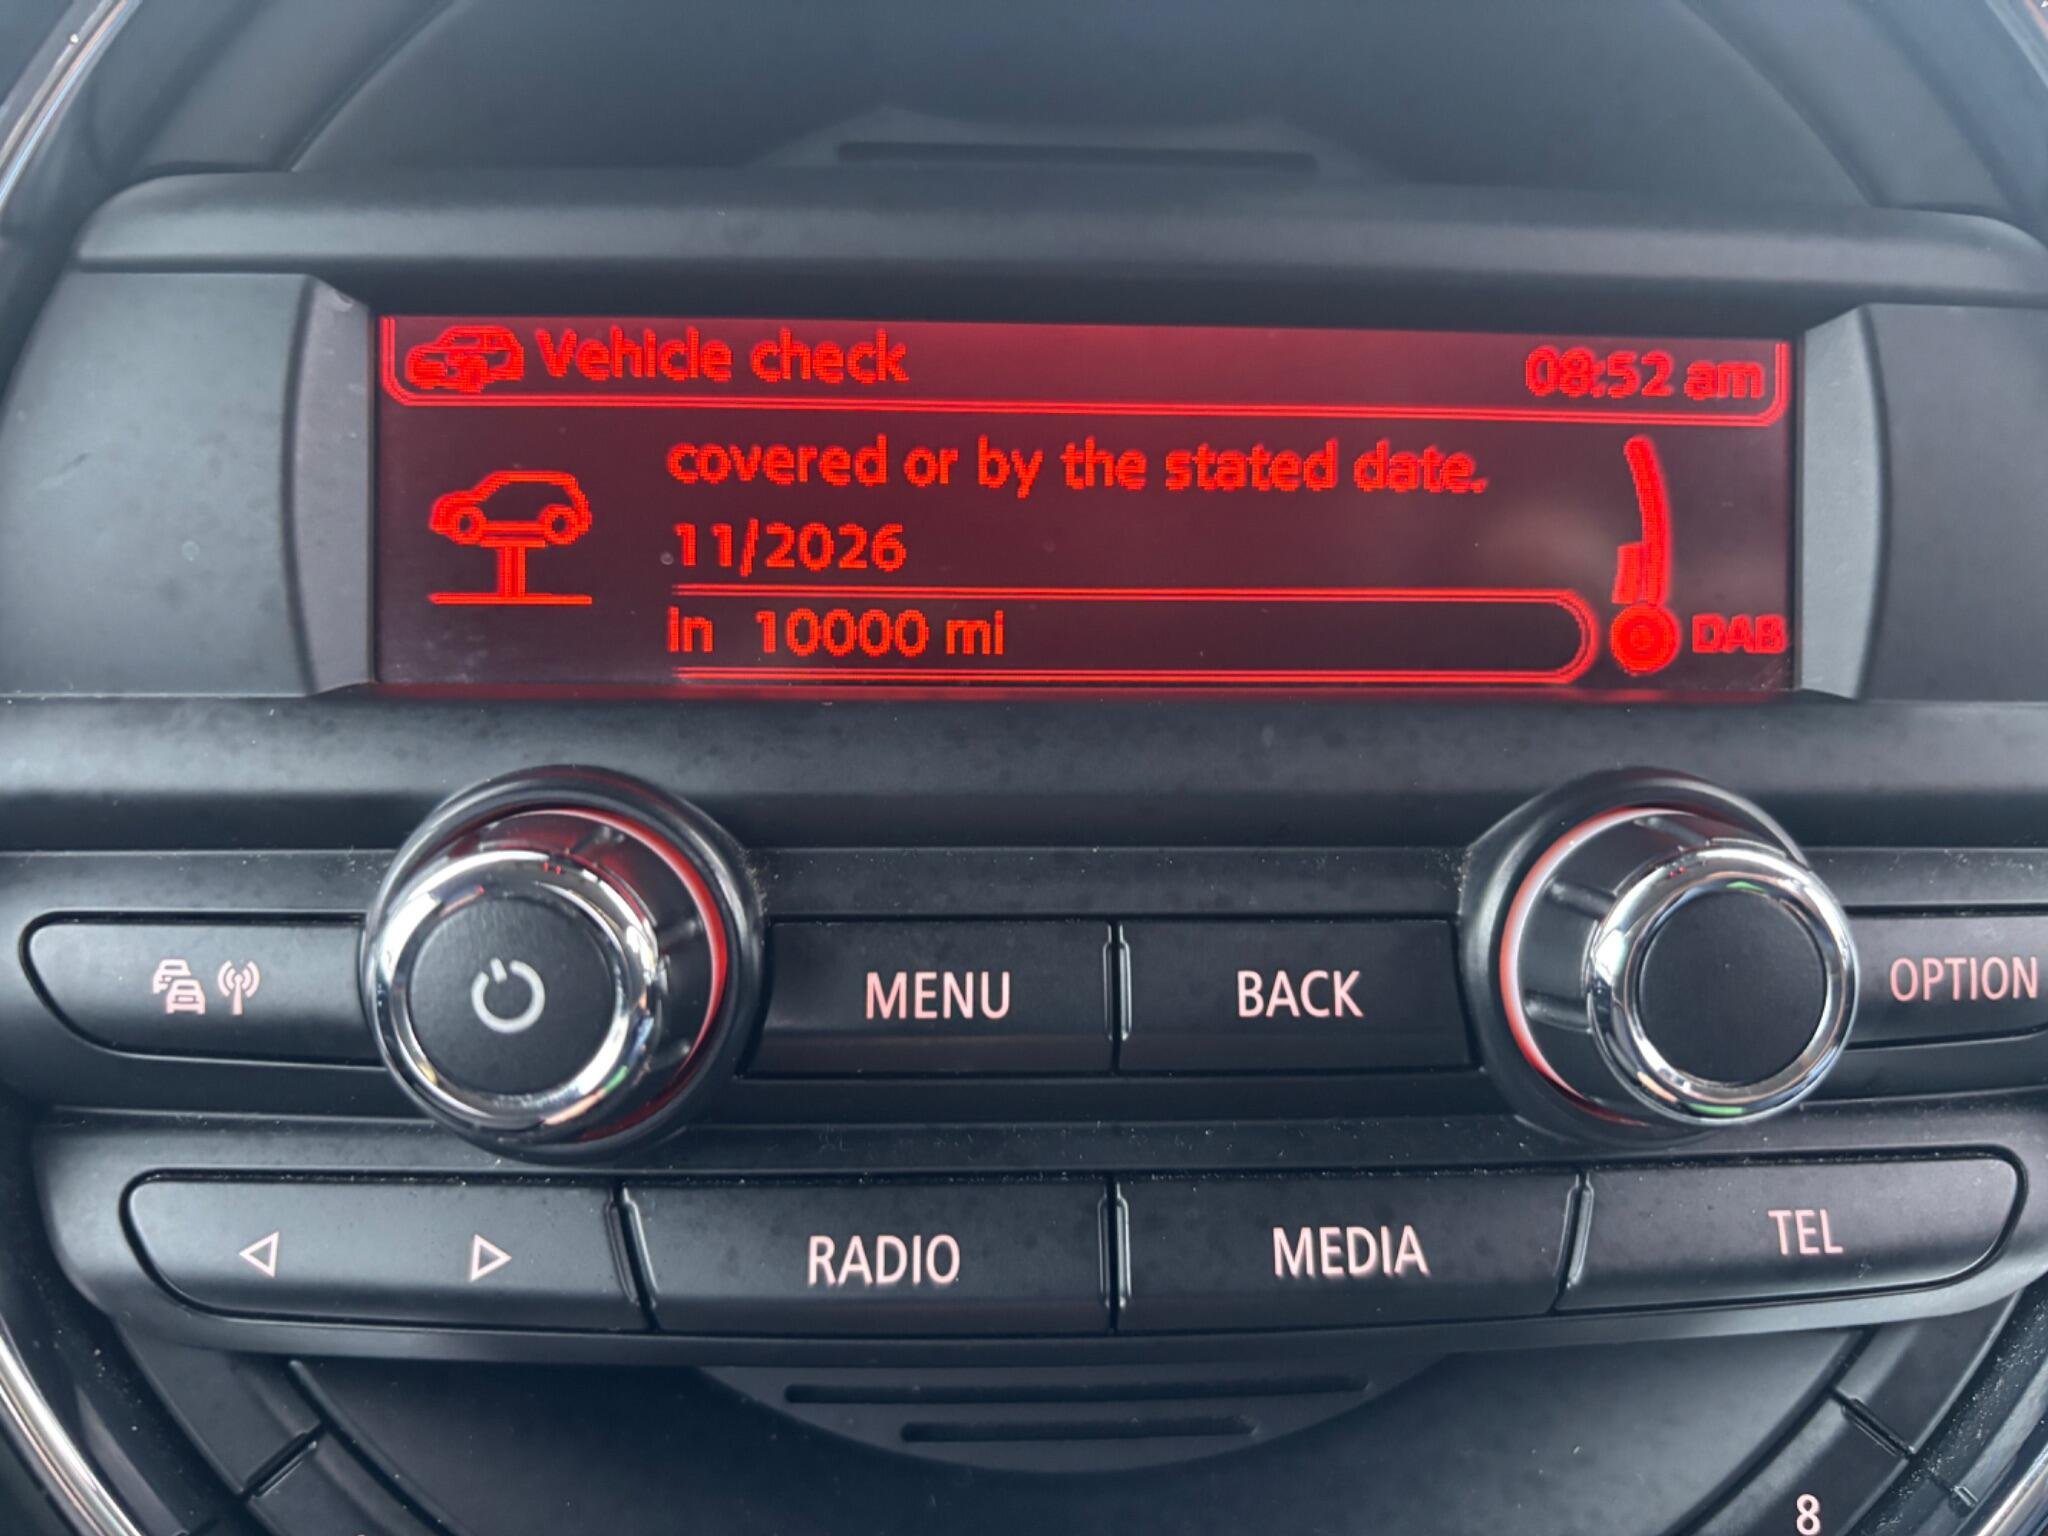 Vehicle check 08:52 am
covered or by the stated date.
11/2026
in 10000 mi
DAB
MENU BACK OPTION
RADIO MEDIA TEL
8